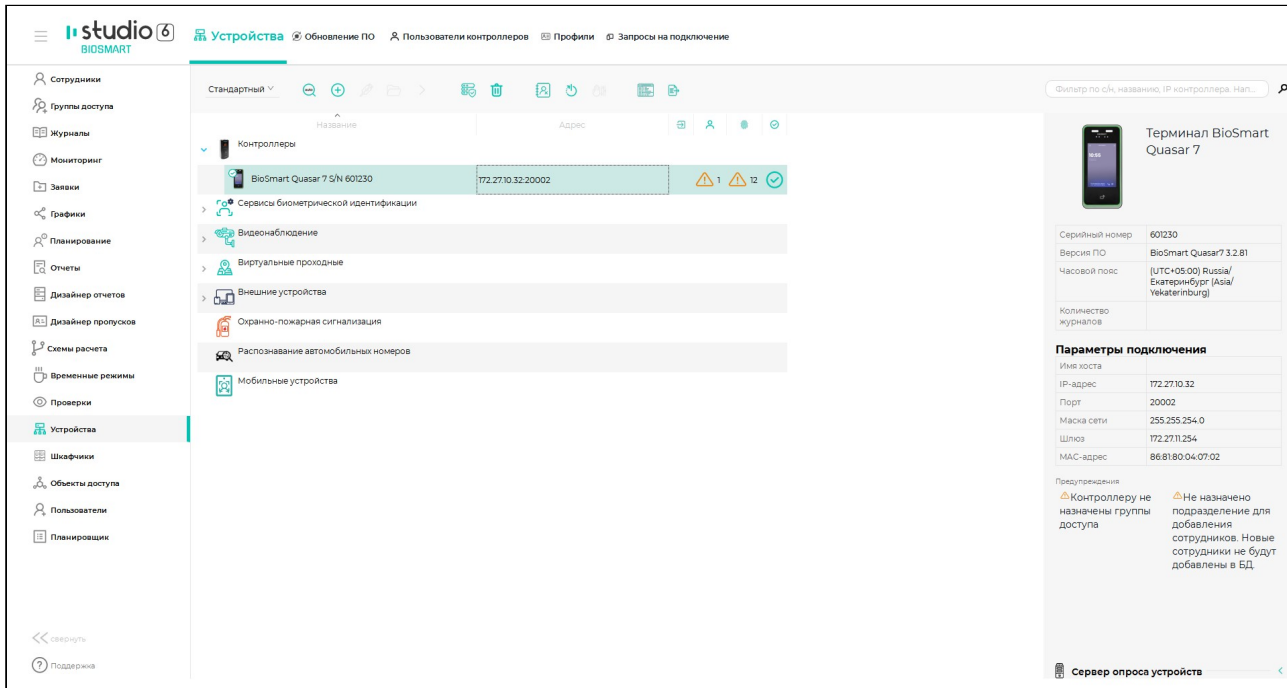 studio 6
BIOSMART
Устройства Обновление ПО Пользователи контроллеров Профили Запросы на подключение
Сотрудники
Группы доступа
Журналы
Мониторинг
Заявки
Графики
Планирование
Отчеты
Дизайнер отчетов
Дизайнер пропусков
Схемы расчета
Временные режимы
Проверки
Устройства
Шкафчики
Объекты доступа
Пользователи
Планировщик
свернуть
Поддержка
Стандартный
Название Адрес
Контроллеры
BioSmart Quasar 7 S/N 601230 172.27.10.32:20002 1 12
Сервисы биометрической идентификации
Видеонаблюдение
Виртуальные проходные
Внешние устройства
Охранно-пожарная сигнализация
Распознавание автомобильных номеров
Мобильные устройства
Фильтр по с/н, названию, IP контроллера. Нап...
Терминал BioSmart
Quasar 7
Серийный номер 601230
Версия ПО BioSmart Quasar7 3.2.81
Часовой пояс (UTC+05:00) Russia/
Екатеринбург (Asia/
Yekaterinburg)
Количество
журналов
Параметры подключения
Имя хоста
IP-адрес 172.27.10.32
Порт 20002
Маска сети 255.255.254.0
Шлюз 172.27.11.254
MAC-адрес 86:81:80:04:07:02
Предупреждения
Контроллеру не
назначены группы
доступа
Не назначено
подразделение для
добавления
сотрудников. Новые
сотрудники не будут
добавлены в БД.
Сервер опроса устройств